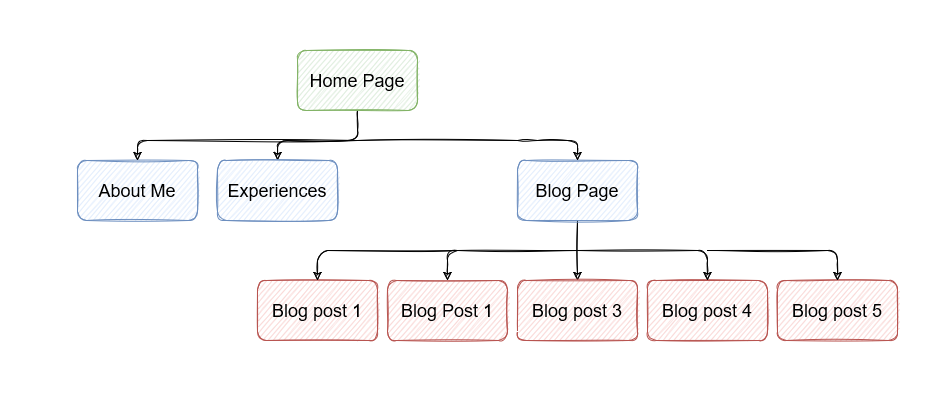 Home Page
About Me
Experiences
Blog Page
Blog post 1
Blog Post 1
Blog post 3
Blog post 4
Blog post 5